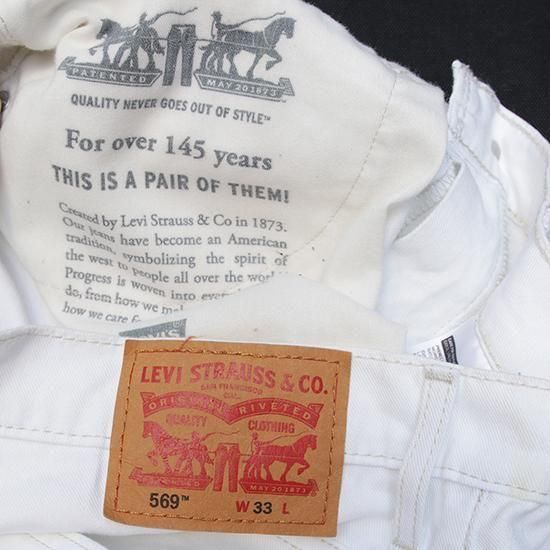 PATENTED MAY 20 1873
QUALITY NEVER GOES OUT OF STYLE™
For over 145 years
THIS IS A PAIR OF THEM!
Created by Levi Strauss & Co in 1873.
Our jeans have become an American
tradition, symbolizing the spirit of
the west to people all over the world
Progress is woven into
do, from how we
how we care f
LEVI STRAUSS & CO.
SAN FRANCISCO
CAL.
ORIGINAL RIVETED
QUALITY CLOTHING
MAY 20 1873
569™ W 33 L